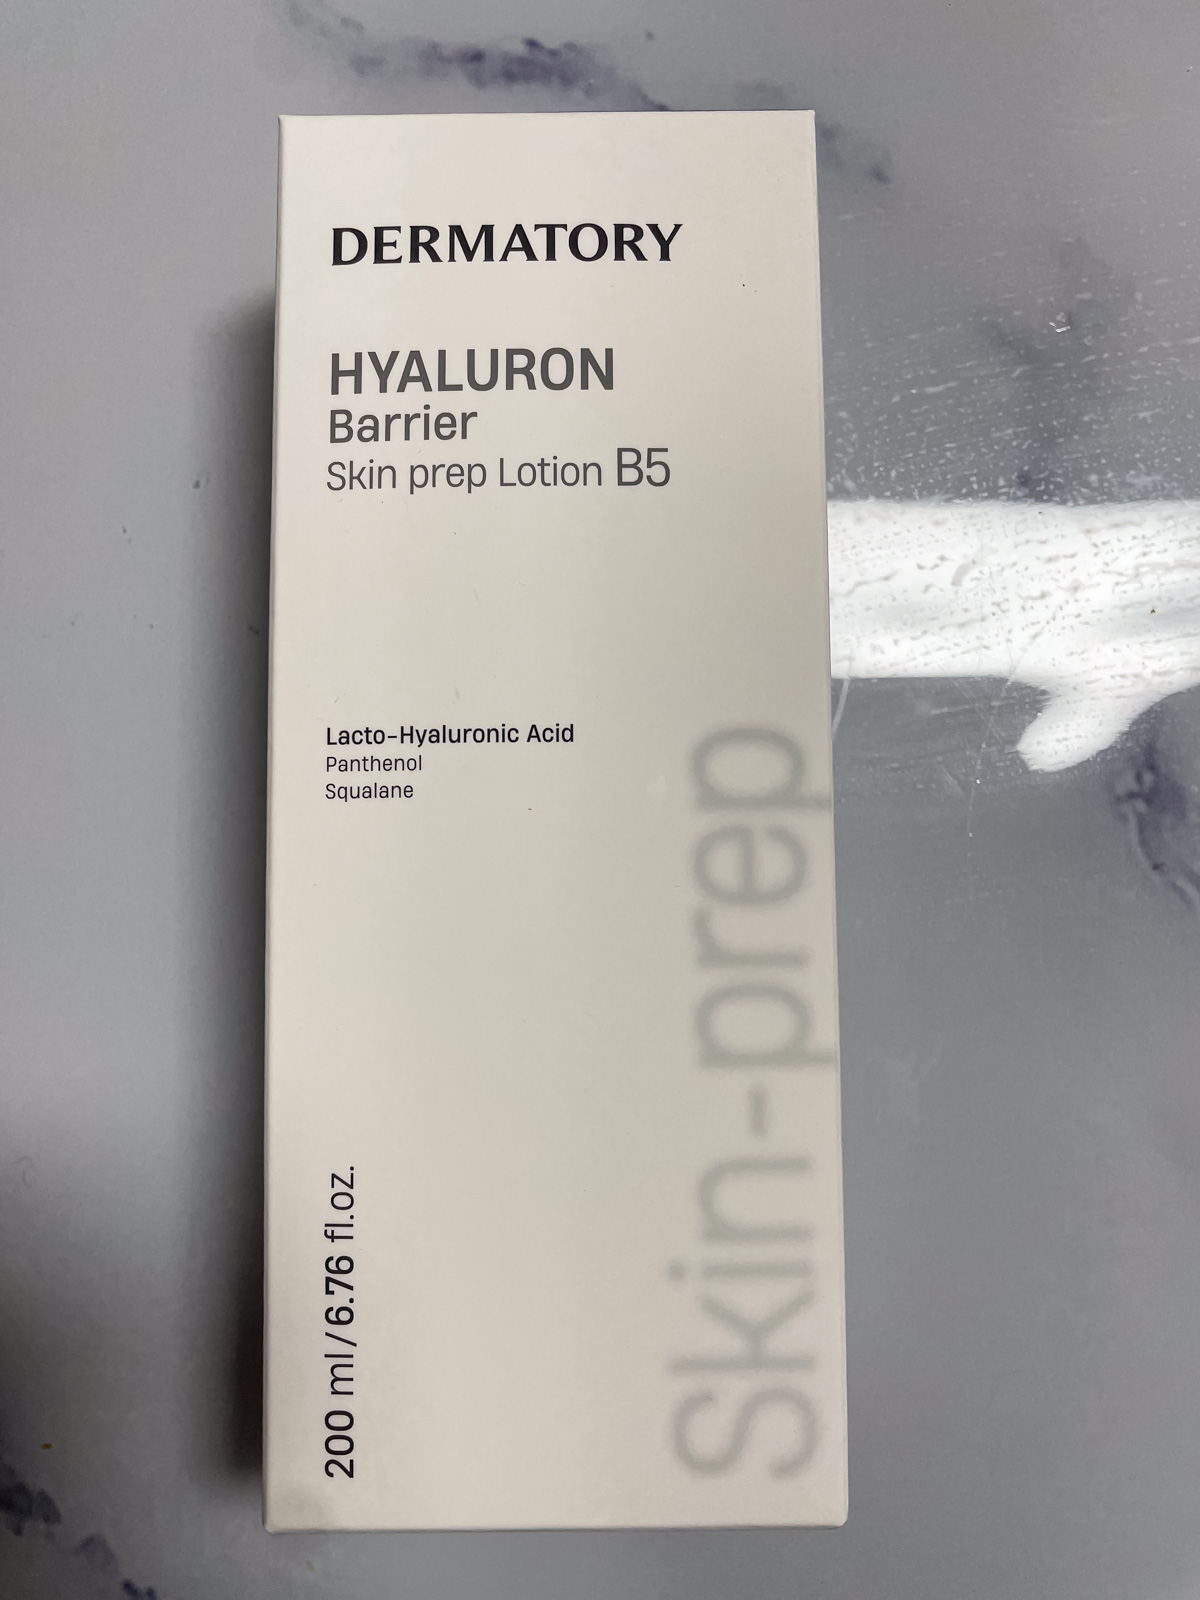 DERMATORY
HYALURON
Barrier
Skin prep Lotion B5
Lacto-Hyaluronic Acid
Panthenol
Squalane
200 ml / 6.76 fl.oz.
Skin-prep